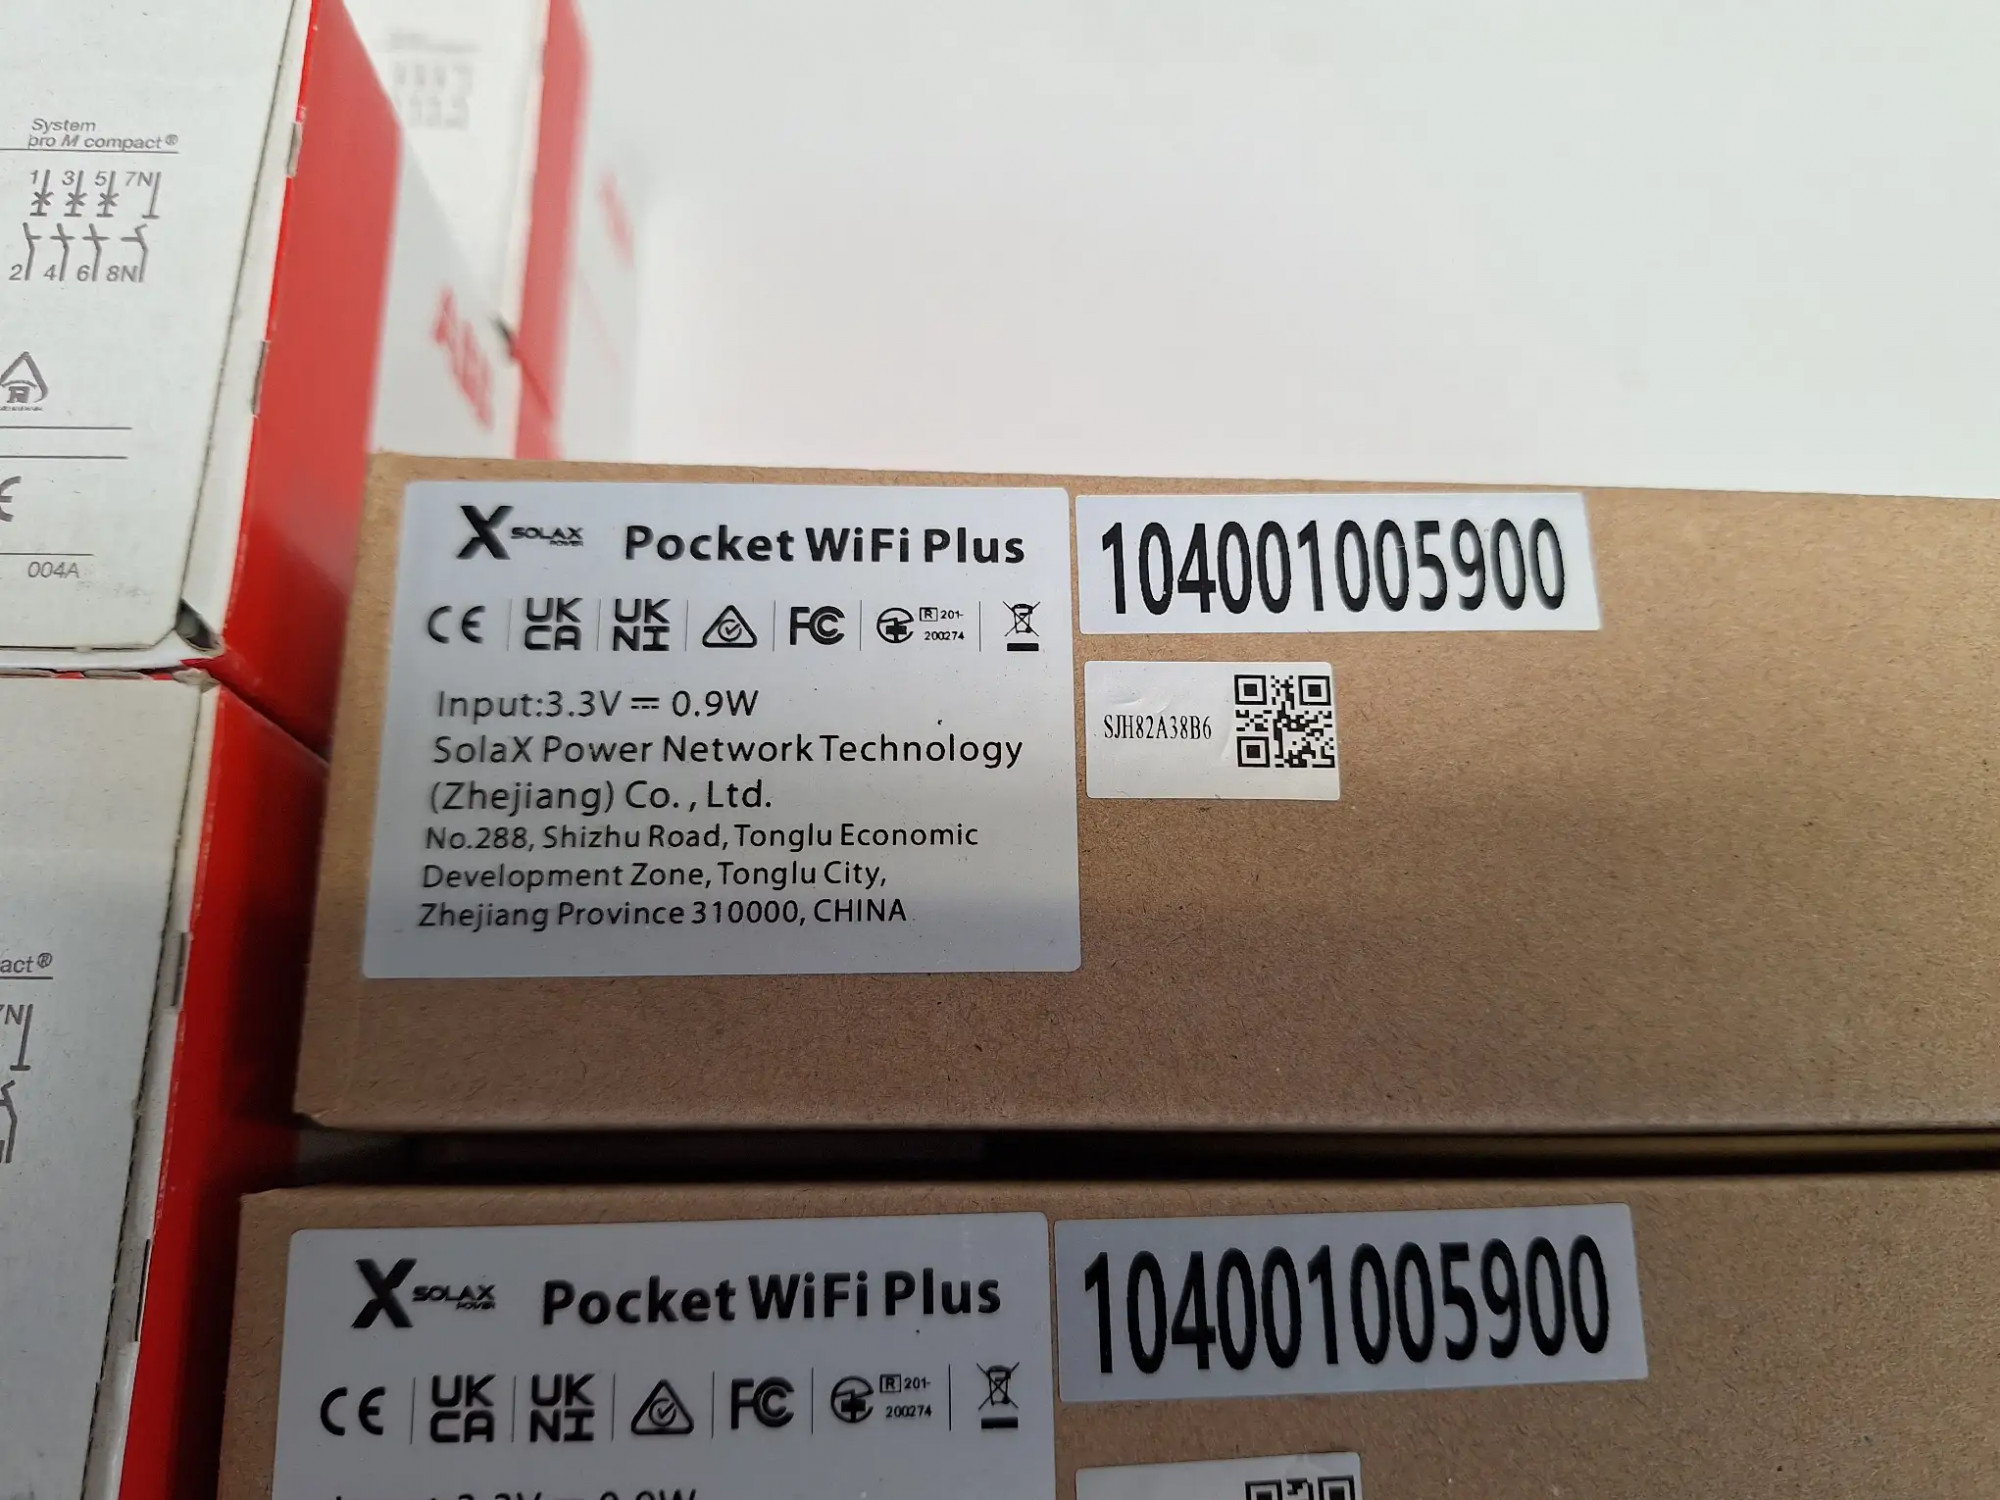 System
pro M compact®
1 3 5 7N
2 4 6 8N
004A
act®
7N
X SOLAX POWER Pocket WiFi Plus
CE UK CA UK NI FC R 201-200274
Input:3.3V 0.9W
SolaX Power Network Technology
(Zhejiang) Co., Ltd.
No.288, Shizhu Road, Tonglu Economic
Development Zone, Tonglu City,
Zhejiang Province 310000, CHINA
104001005900
SJH82A38B6
X SOLAX POWER Pocket WiFi Plus
CE UK CA UK NI FC R 201-200274
104001005900